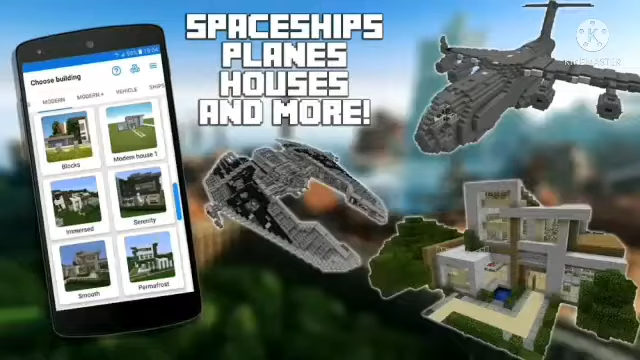 SPACESHIPS
PLANES
HOUSES
AND MORE!
KINEMASTER
Choose building
MODERN MODERN + VEHICLE SHIPS
Blocks
Modern house 1
Immersed
Serenity
Smooth
Permafrost